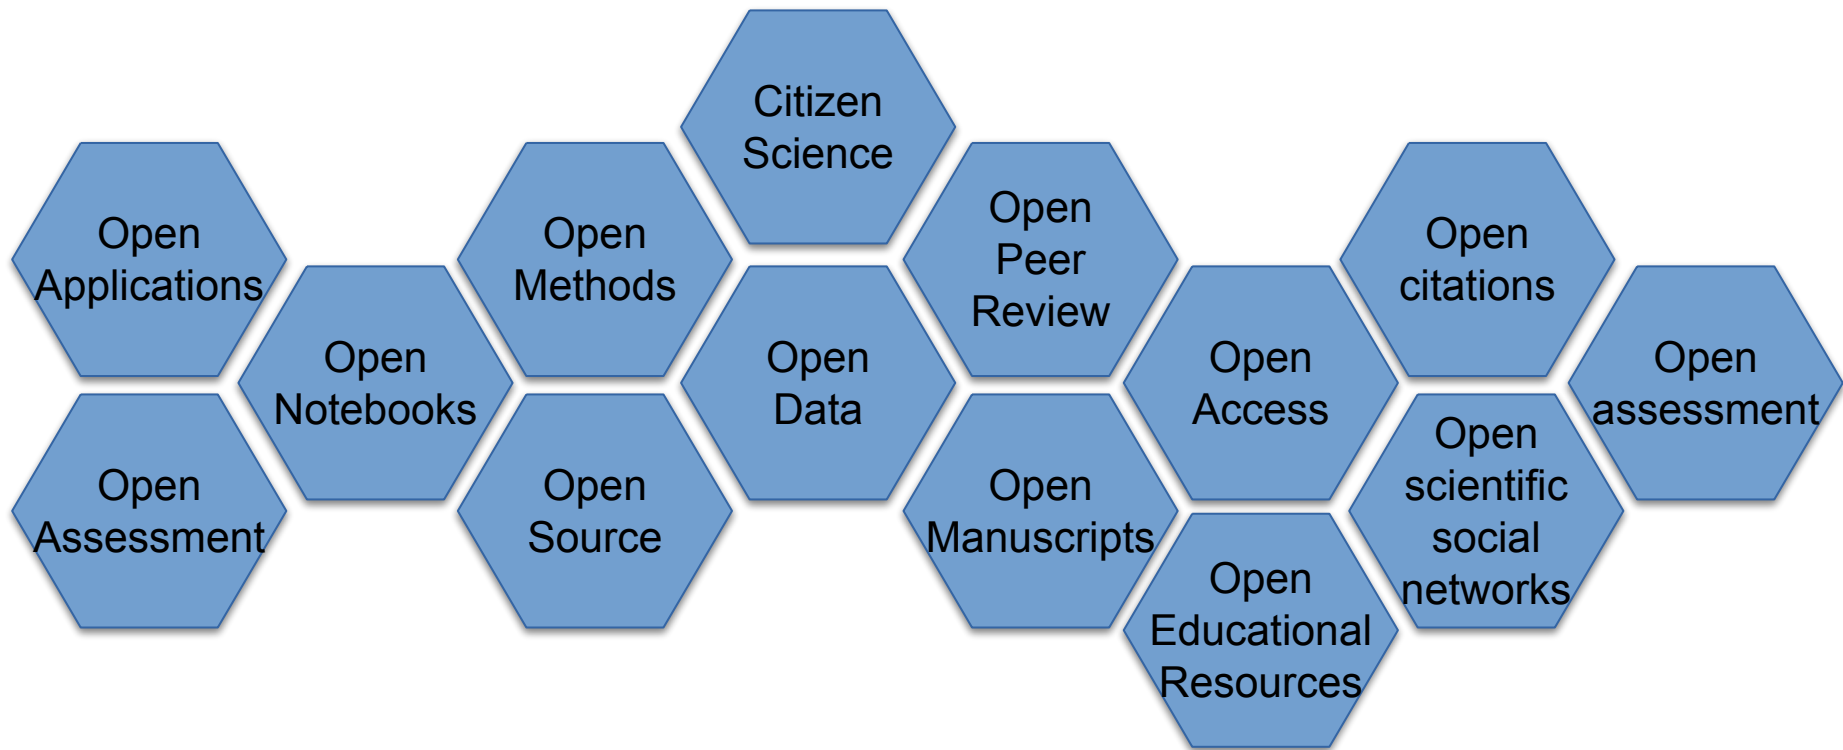 Citizen
Science
Open
Applications
Open
Methods
Open
Peer
Review
Open
citations
Open
Notebooks
Open
Data
Open
Access
Open
assessment
Open
Assessment
Open
Source
Open
Manuscripts
Open
scientific
social
networks
Open
Educational
Resources